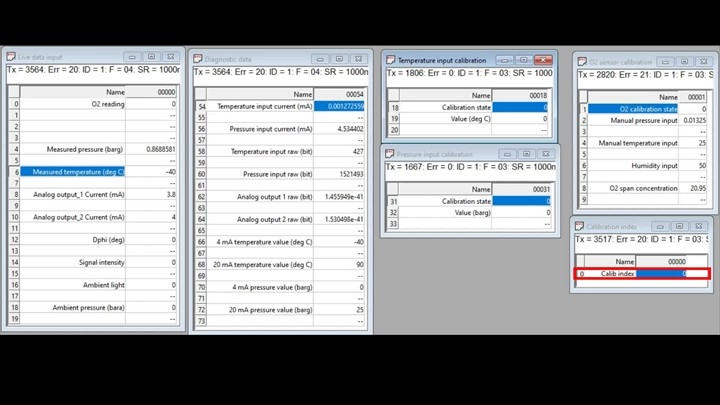 Live data input
Tx = 3564: Err = 20: ID = 1: F = 04: SR = 1000m
Name 00000
0 O2 reading 0
1 --
2 --
3 --
4 Measured pressure (barg) 0.8688581
5 --
6 Measured temperature (deg C) -40
7 --
8 Analog output_1 Current (mA) 3.8
9 --
10 Analog output_2 Current (mA) 4
11 --
12 Dphi (deg) 0
13 --
14 Signal intensity 0
15 --
16 Ambient light 0
17 --
18 Ambient pressure (bara) 0
19 --
Diagnostic data
Tx = 3564: Err = 20: ID = 1: F = 04: SR = 1000m
Name 00054
54 Temperature input current (mA) 0.001272559
55 --
56 Pressure input current (mA) 4.534402
57 --
58 Temperature input raw (bit) 427
59 --
60 Pressure input raw (bit) 1521493
61 --
62 Analog output 1 raw (bit) 1.455949e-41
63 --
64 Analog output 2 raw (bit) 1.530498e-41
65 --
66 4 mA temperature value (deg C) -40
67 --
68 20 mA temperature value (deg C) 90
69 --
70 4 mA pressure value (barg) 0
71 --
72 20 mA pressure value (barg) 25
73 --
Temperature input calibration
Tx = 1806: Err = 0: ID = 1: F = 03: SR = 1000
Name 00018
18 Calibration state 0
19 Value (deg C) 0
20 --
Pressure input calibration
Tx = 1667: Err = 0: ID = 1: F = 03: SR = 1000m
Name 00031
31 Calibration state 0
32 Value (barg) 0
33 --
O2 sensor calibration
Tx = 2820: Err = 21: ID = 1: F = 03: S
Name 00001
1 O2 calibration state 0
2 Manual pressure input 0.01325
3 --
4 Manual temperature input 25
5 --
6 Humidity input 50
7 --
8 O2 span concentration 20.95
9 --
Calibration index
Tx = 3517: Err = 20: ID = 1: F = 03:
Name 00000
0 Calib index